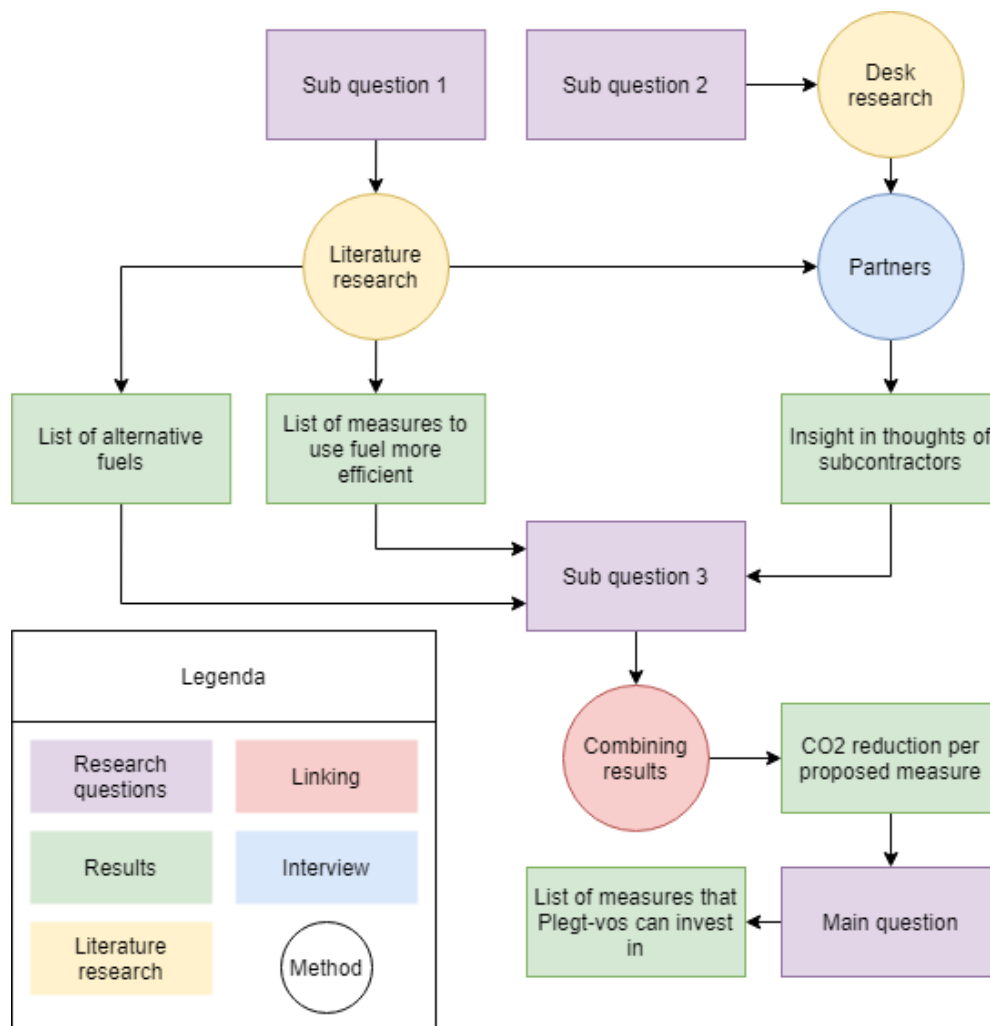 Sub question 1
Sub question 2
Desk
research
Literature
research
Partners
List of alternative
fuels
List of measures to
use fuel more
efficient
Insight in thoughts of
subcontractors
Sub question 3
Legenda
Research
questions
Linking
Results
Interview
Literature
research
Method
Combining
results
CO2 reduction per
proposed measure
List of measures that
Plegt-vos can invest
in
Main question